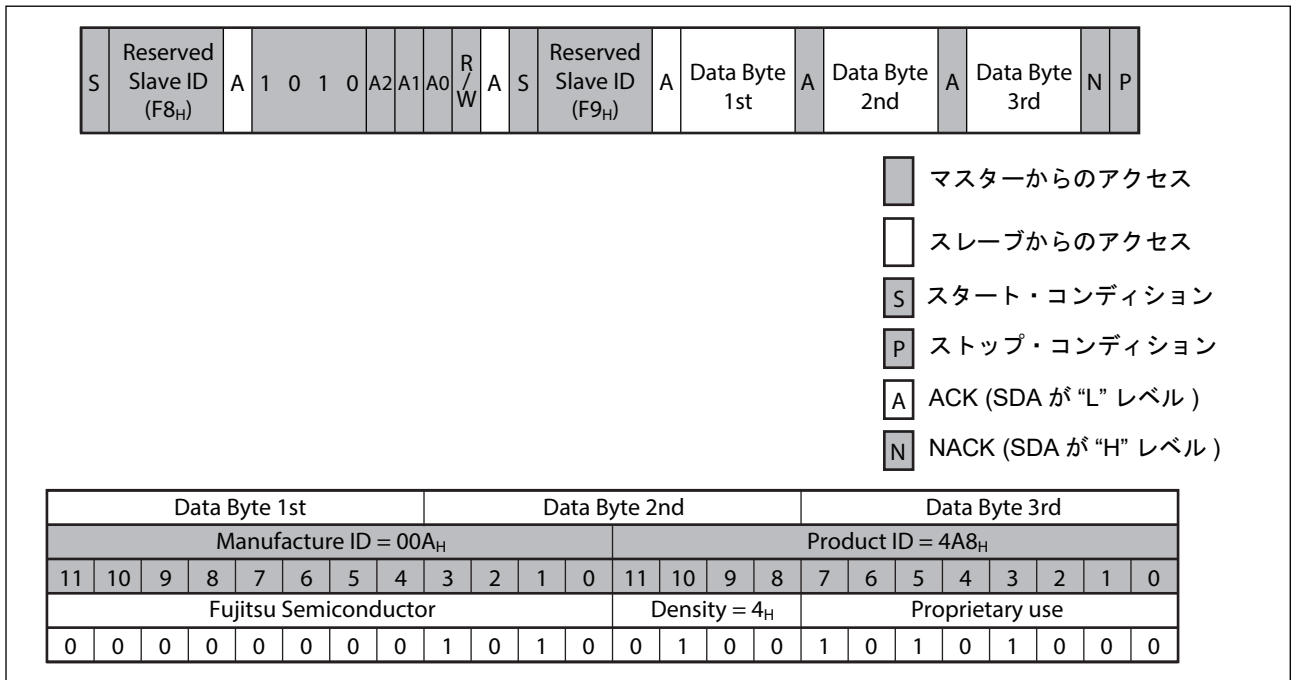 S Reserved Slave ID (F8H) A 1 0 1 0 A2 A1 A0 R/W A S Reserved Slave ID (F9H) A Data Byte 1st A Data Byte 2nd A Data Byte 3rd N P
マスターからのアクセス
スレーブからのアクセス
S スタート・コンディション
P ストップ・コンディション
A ACK (SDA が “L” レベル )
N NACK (SDA が “H” レベル )
Data Byte 1st Data Byte 2nd Data Byte 3rd
Manufacture ID = 00AH Product ID = 4A8H
11 10 9 8 7 6 5 4 3 2 1 0 11 10 9 8 7 6 5 4 3 2 1 0
Fujitsu Semiconductor Density = 4H Proprietary use
0 0 0 0 0 0 0 0 1 0 1 0 0 1 0 0 1 0 1 0 1 0 0 0